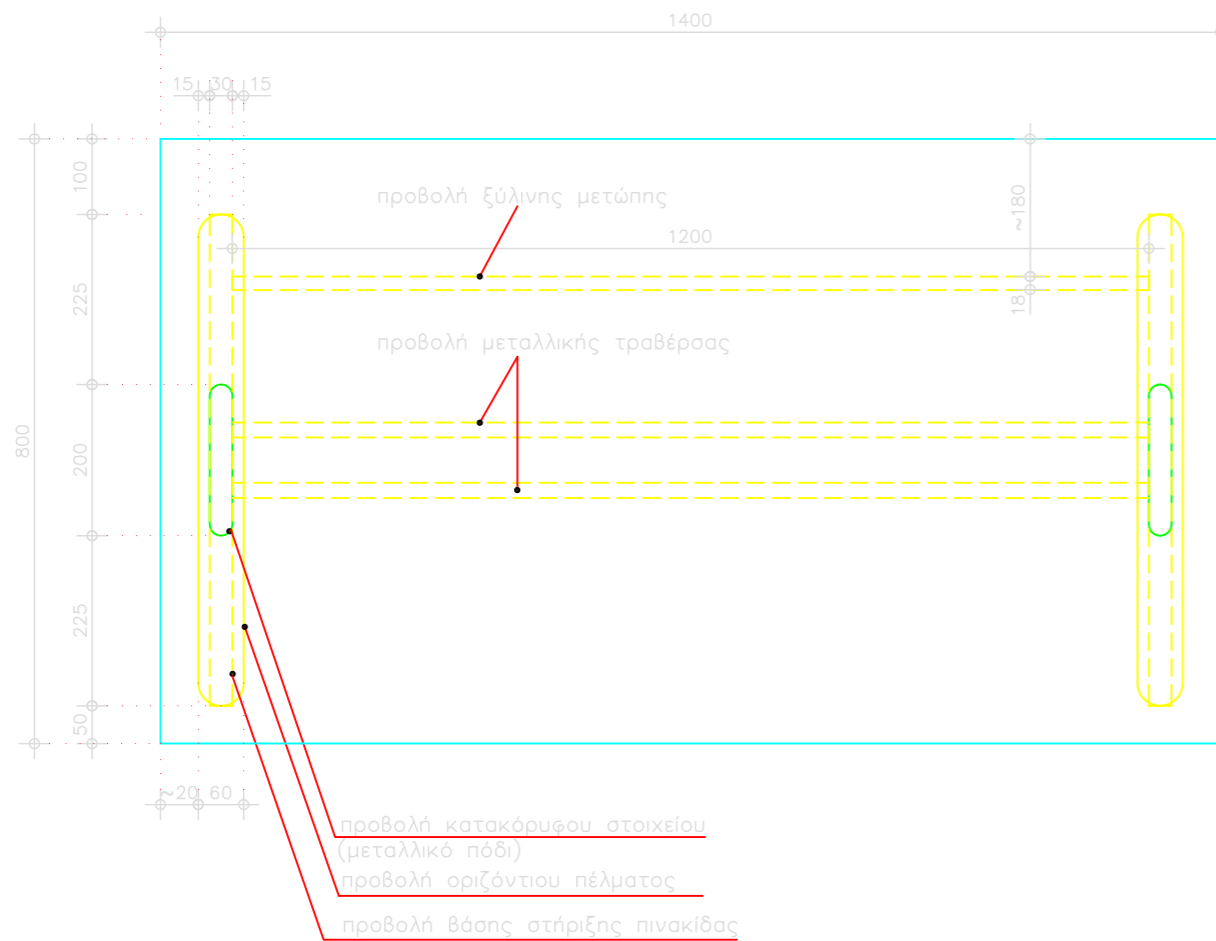 1400
15 30 15
100
προβολή ξύλινης μετώπης
~180
1200
225
18
προβολή μεταλλικής τραβέρσας
800
200
225
50
~20 60
προβολή κατακόρυφου στοιχείου
(μεταλλικό πόδι)
προβολή οριζόντιου πέλματος
προβολή βάσης στήριξης πινακίδας